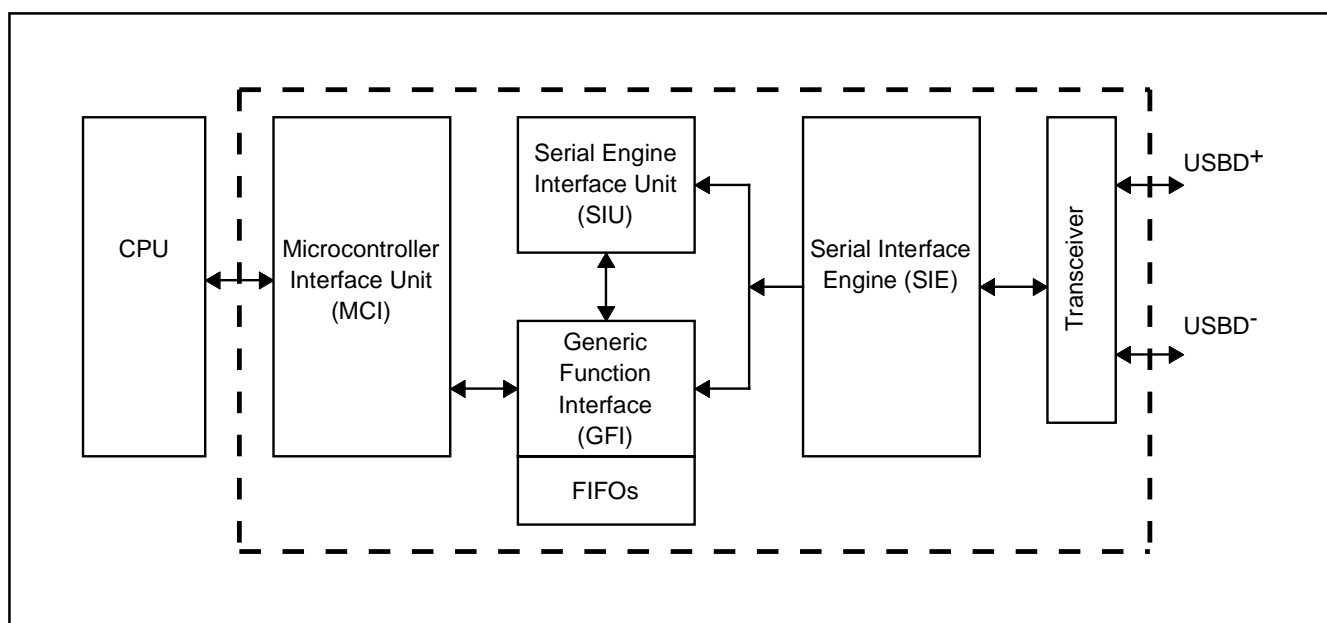 CPU
Microcontroller
Interface Unit
(MCI)
Serial Engine
Interface Unit
(SIU)
Generic
Function
Interface
(GFI)
FIFOs
Serial Interface
Engine (SIE)
Transceiver
USBD+
USBD-